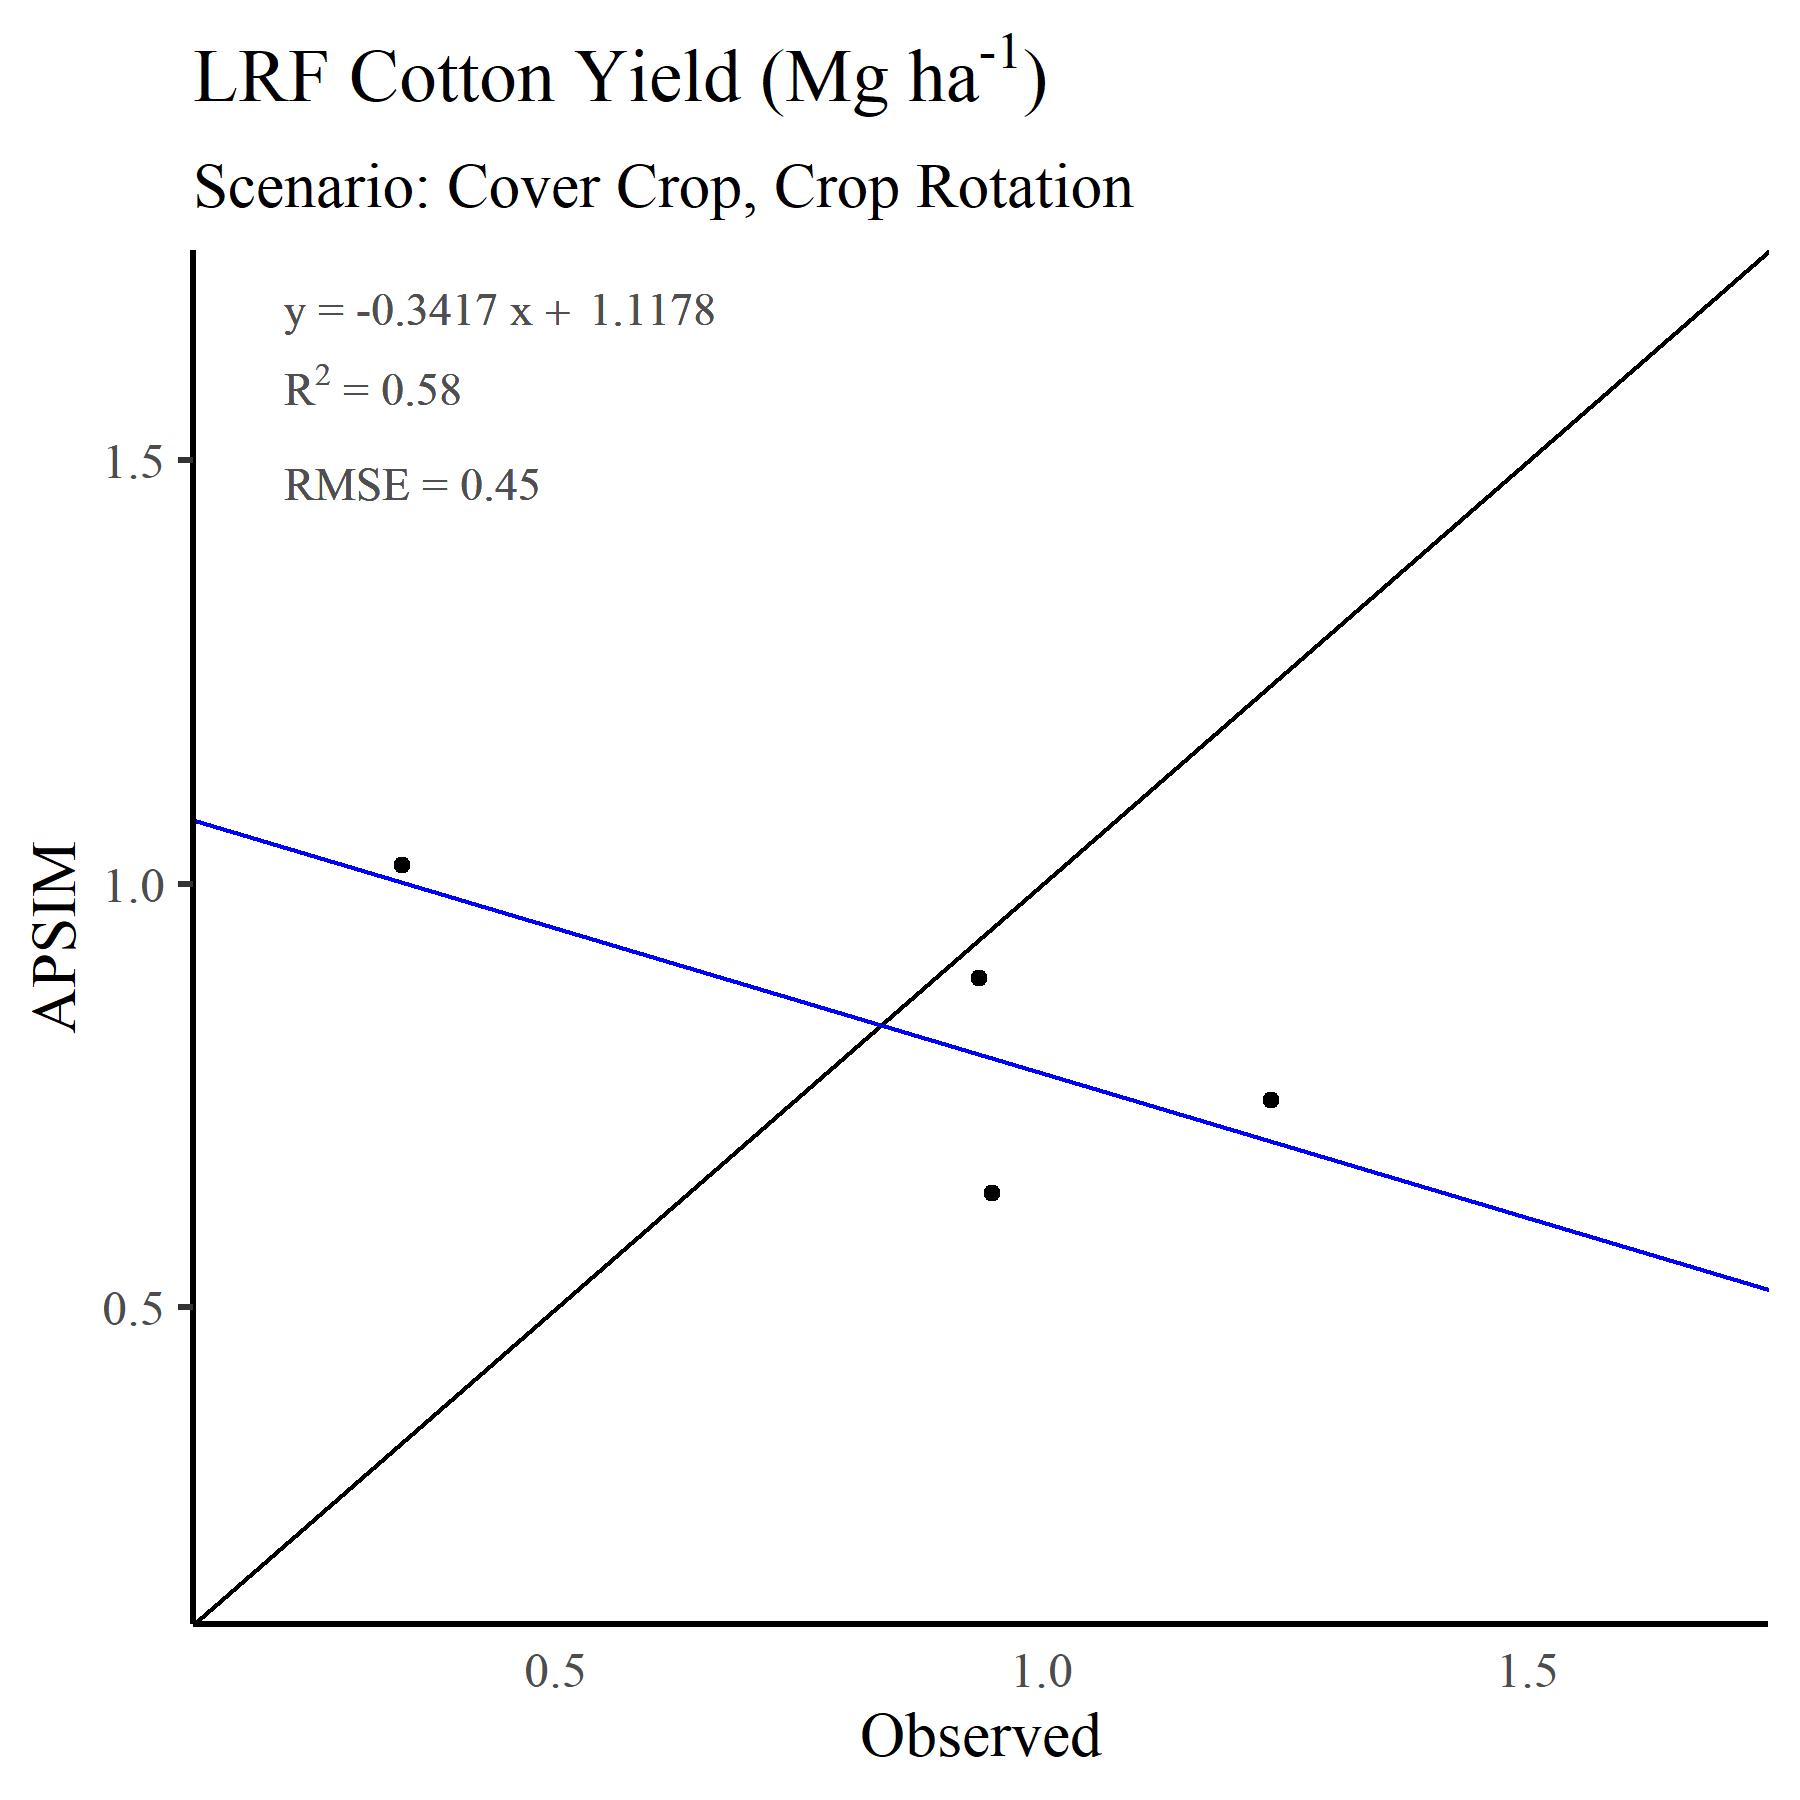 LRF Cotton Yield (Mg ha⁻¹)
Scenario: Cover Crop, Crop Rotation
y = -0.3417 x + 1.1178
R² = 0.58
RMSE = 0.45
1.5
1.0
0.5
APSIM
0.5 1.0 1.5
Observed